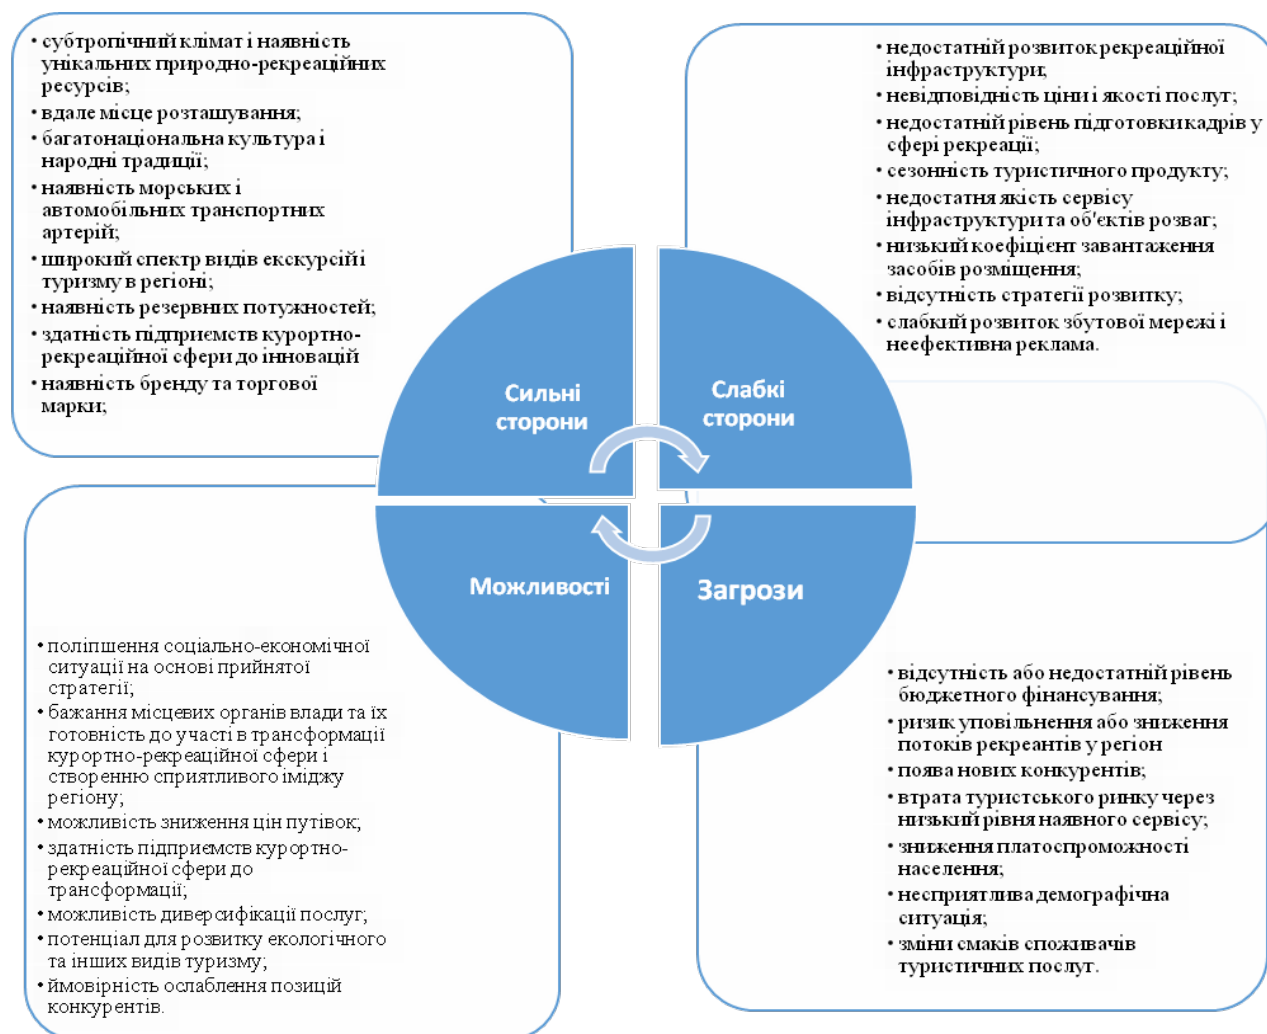 • субтропічний клімат і наявність
унікальних природно-рекреаційних
ресурсів;
• вдале місце розташування;
• багатонаціональна культура і
народні традиції;
• наявність морських і
автомобільних транспортних
артерій;
• широкий спектр видів екскурсій і
туризму в регіоні;
• наявність резервних потужностей;
• здатність підприємств курортно-
рекреаційної сфери до інновацій
• наявність бренду та торгової
марки;
• недостатній розвиток рекреаційної
інфраструктури;
• невідповідність ціни і якості послуг;
• недостатній рівень підготовки кадрів у
сфері рекреації;
• сезонність туристичного продукту;
• недостатня якість сервісу
інфраструктури та об'єктів розваг;
• низький коефіцієнт завантаження
засобів розміщення;
• відсутність стратегії розвитку;
• слабкий розвиток збутової мережі і
неефективна реклама.
Сильні
сторони
Слабкі
сторони
Можливості
Загрози
• поліпшення соціально-економічної
ситуації на основі прийнятої
стратегії;
• бажання місцевих органів влади та їх
готовність до участі в трансформації
курортно-рекреаційної сфери і
створенню сприятливого іміджу
регіону;
• можливість зниження цін путівок;
• здатність підприємств курортно-
рекреаційної сфери до
трансформації;
• можливість диверсифікації послуг;
• потенціал для розвитку екологічного
та інших видів туризму;
• ймовірність ослаблення позицій
конкурентів.
• відсутність або недостатній рівень
бюджетного фінансування;
• ризик уповільнення або зниження
потоків рекреантів у регіон
• поява нових конкурентів;
• втрата туристського ринку через
низький рівня наявного сервісу;
• зниження платоспроможності
населення;
• несприятлива демографічна
ситуація;
• зміни смаків споживачів
туристичних послуг.